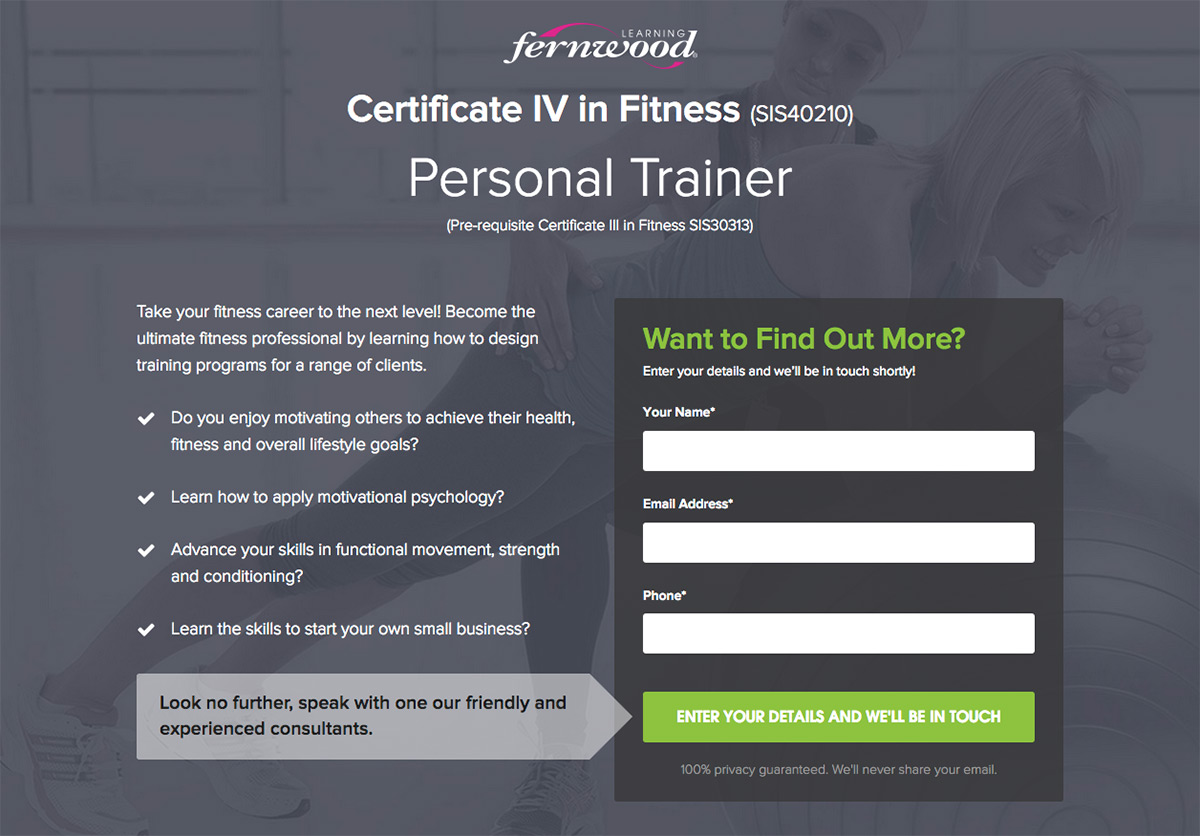 LEARNING
fernwood
Certificate IV in Fitness (SIS40210)
Personal Trainer
(Pre-requisite Certificate III in Fitness SIS30313)
Take your fitness career to the next level! Become the
ultimate fitness professional by learning how to design
training programs for a range of clients.
Do you enjoy motivating others to achieve their health,
fitness and overall lifestyle goals?
Learn how to apply motivational psychology?
Advance your skills in functional movement, strength
and conditioning?
Learn the skills to start your own small business?
Look no further, speak with one our friendly and
experienced consultants.
Want to Find Out More?
Enter your details and we'll be in touch shortly!
Your Name*
Email Address*
Phone*
ENTER YOUR DETAILS AND WE'LL BE IN TOUCH
100% privacy guaranteed. We'll never share your email.